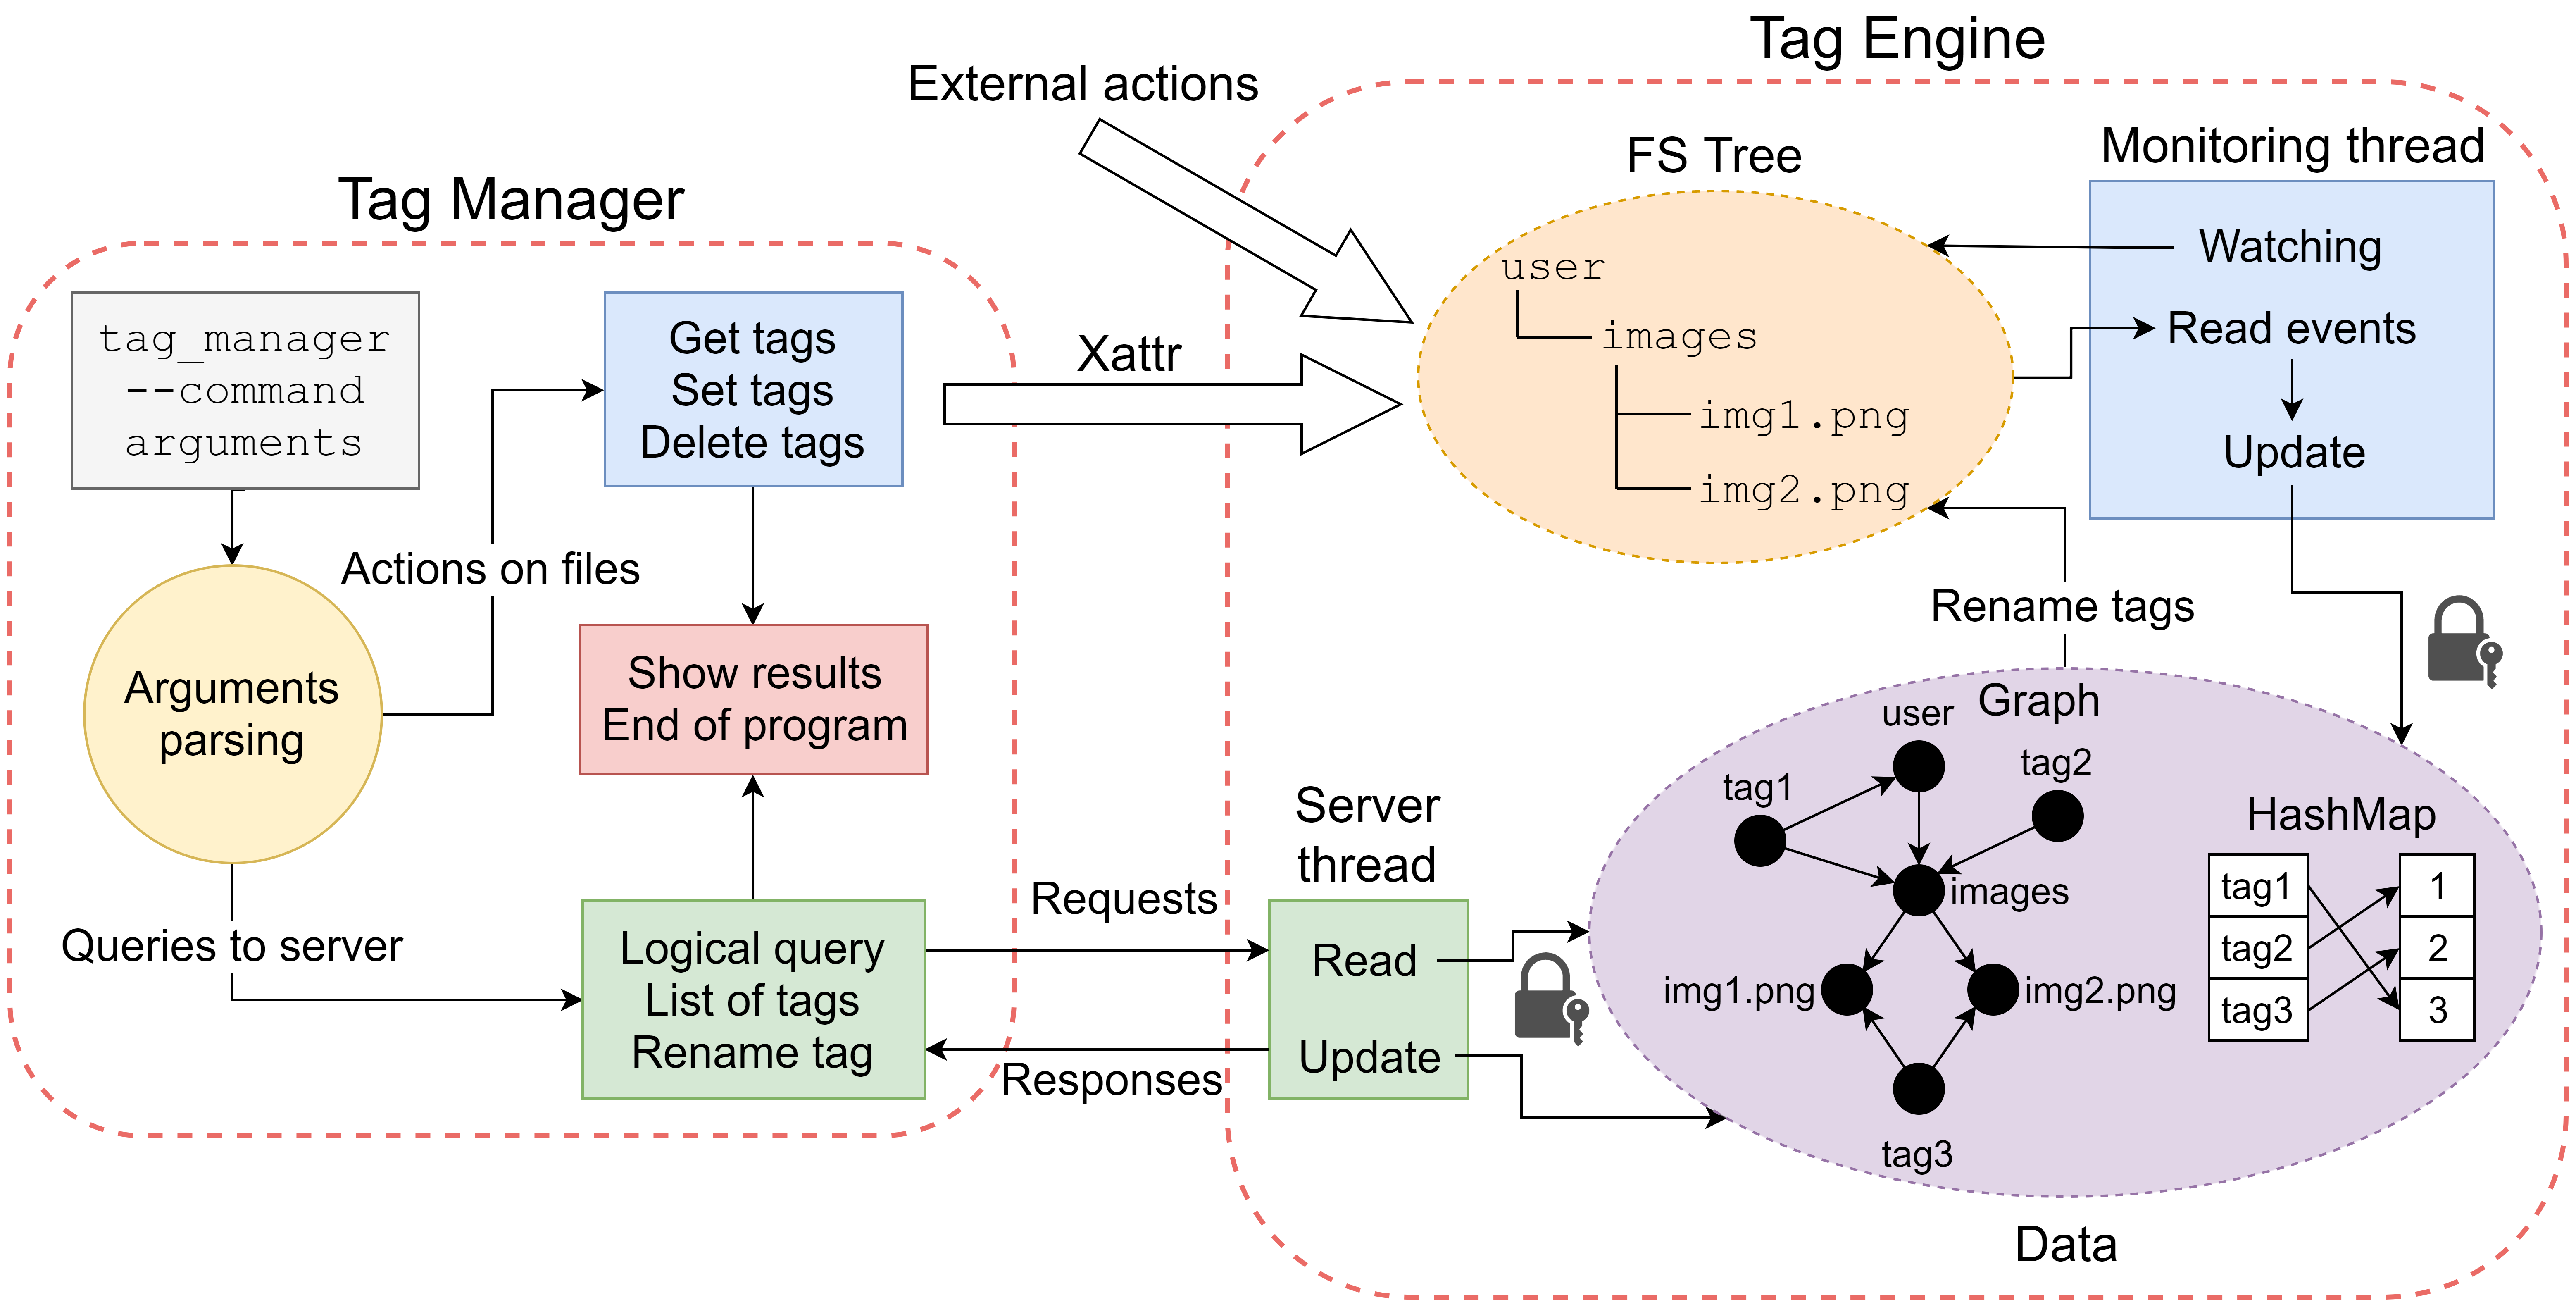 Tag Manager
tag_manager
--command
arguments
Arguments
parsing
Actions on files
Queries to server
Get tags
Set tags
Delete tags
Show results
End of program
Logical query
List of tags
Rename tag
External actions
Xattr
Requests
Responses
Tag Engine
FS Tree
user
images
img1.png
img2.png
Monitoring thread
Watching
Read events
Update
Rename tags
Server
thread
Read
Update
Graph
user
tag1
tag2
images
img1.png
img2.png
tag3
HashMap
tag1
tag2
tag3
1
2
3
Data